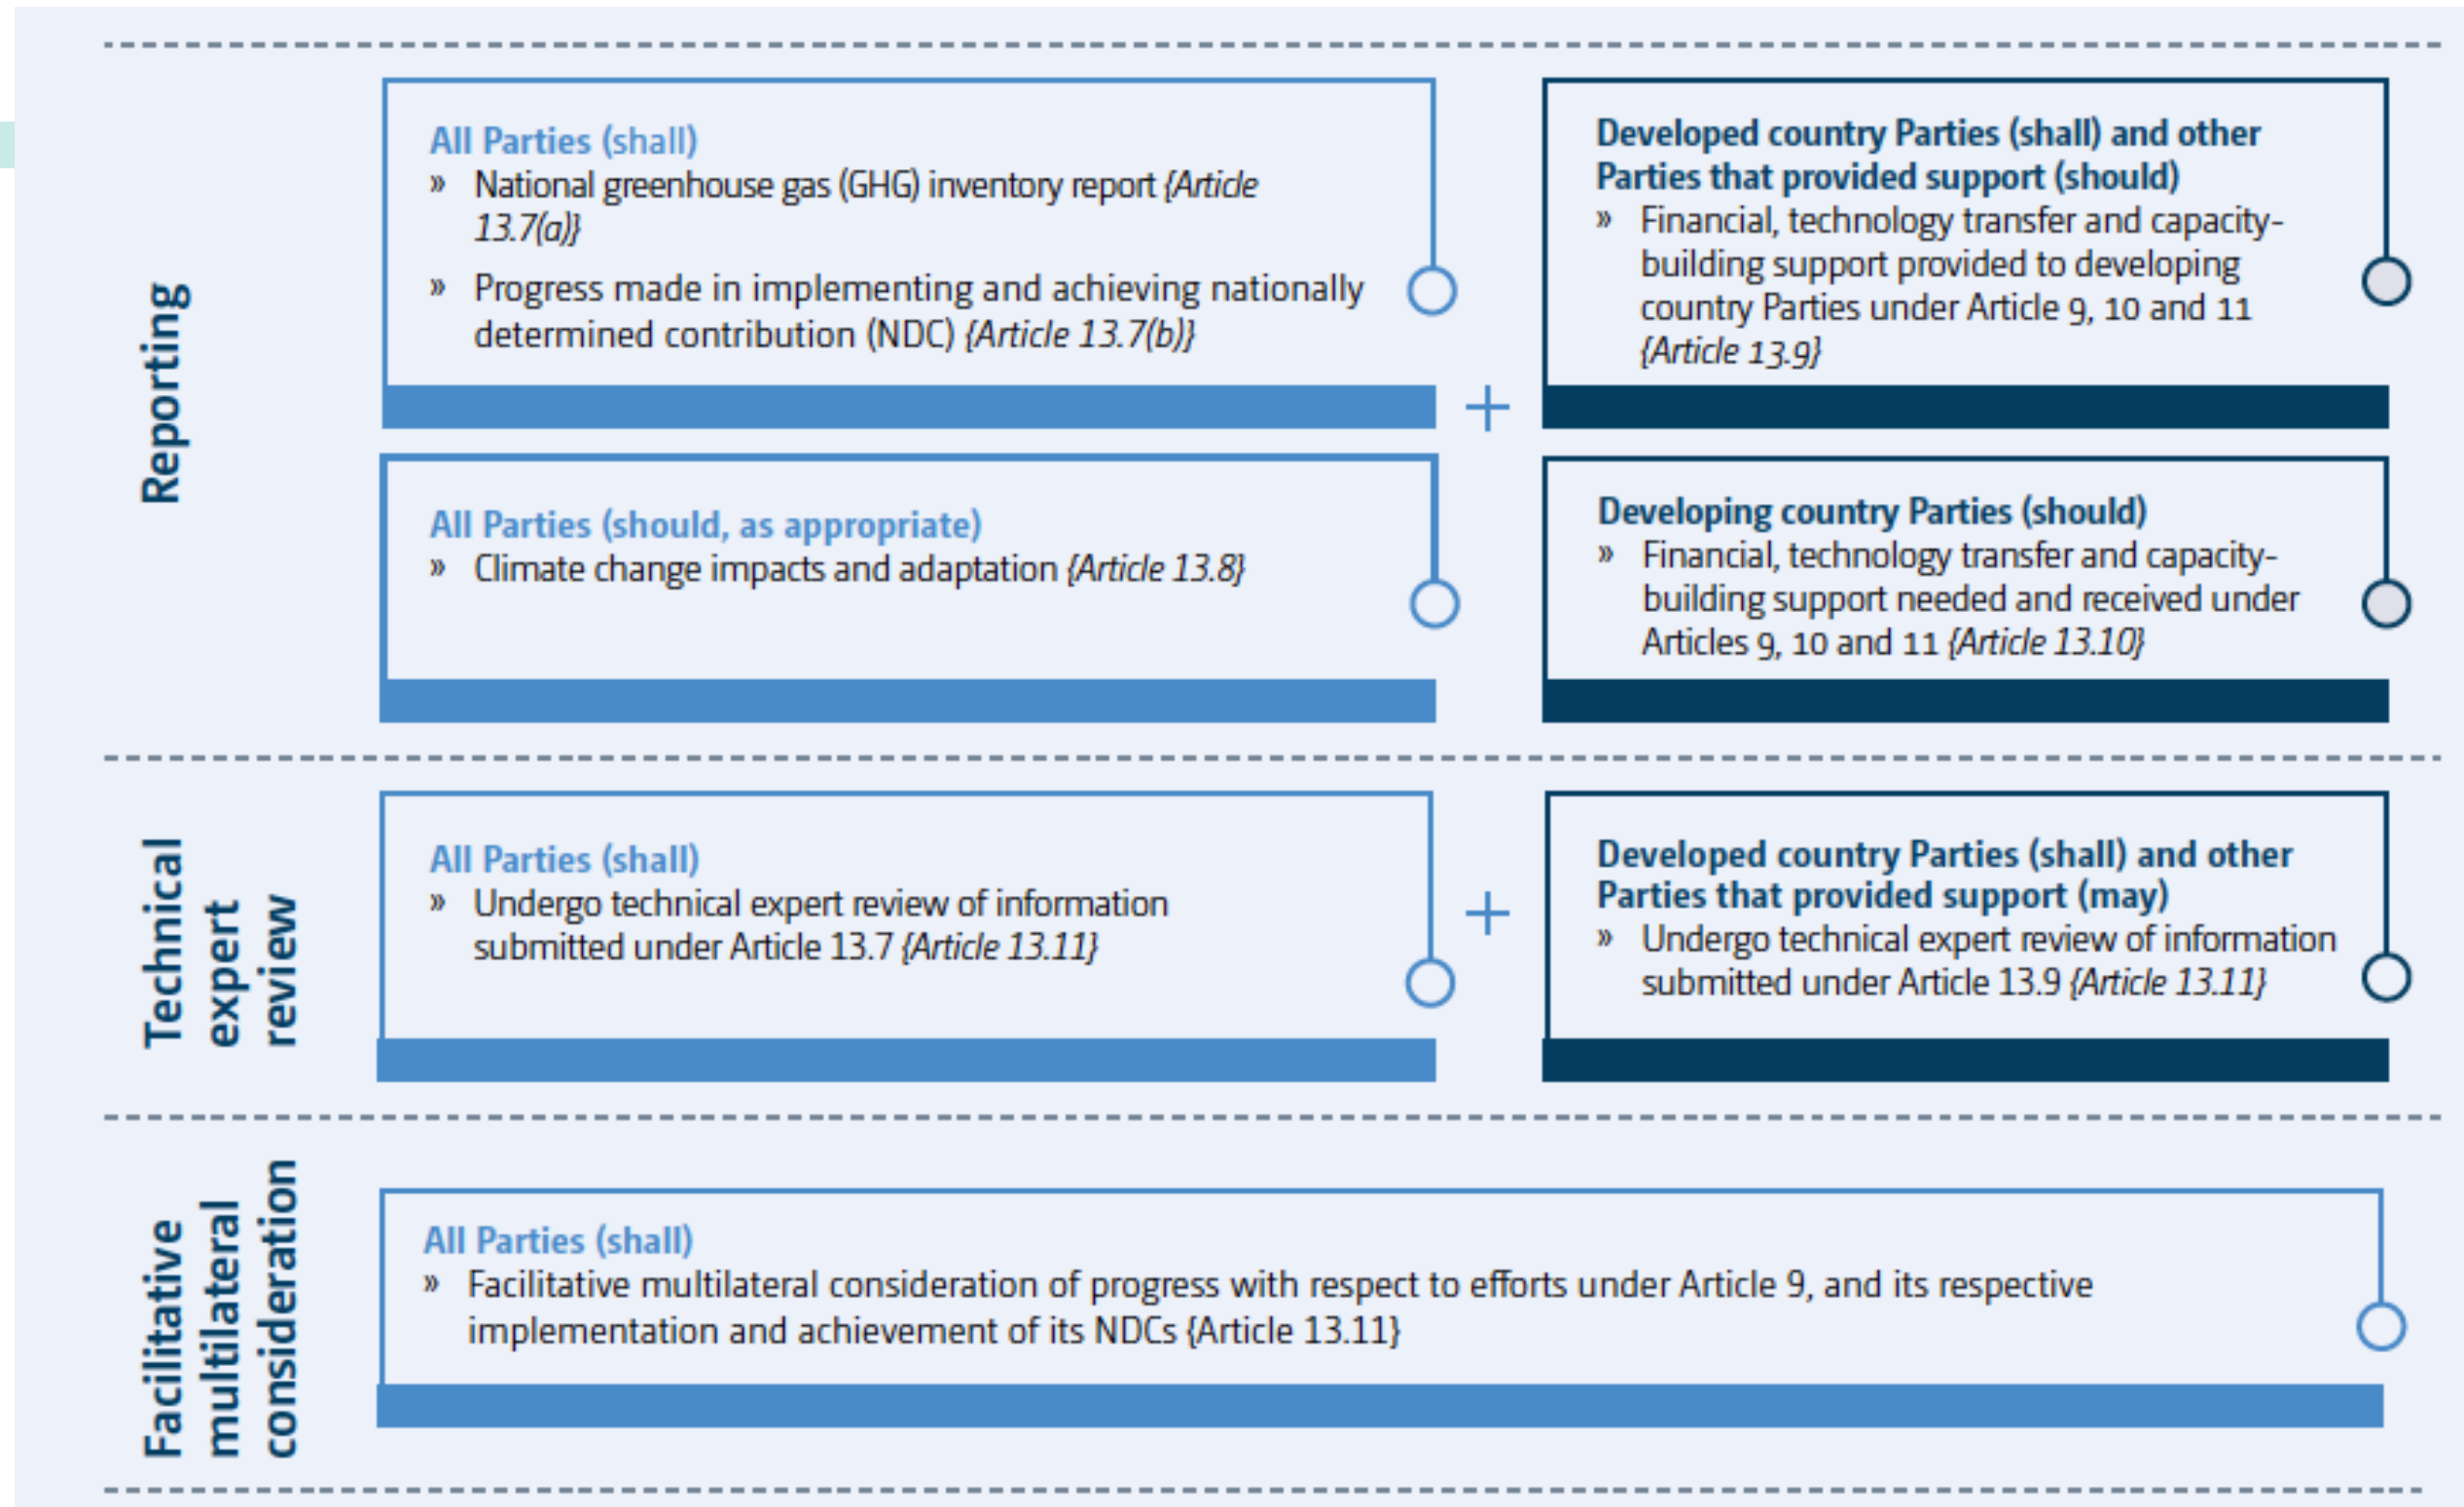 Reporting
All Parties (shall)
» National greenhouse gas (GHG) inventory report {Article
13.7(a)}
» Progress made in implementing and achieving nationally
determined contribution (NDC) {Article 13.7(b)}
+
Developed country Parties (shall) and other
Parties that provided support (should)
» Financial, technology transfer and capacity-
building support provided to developing
country Parties under Article 9, 10 and 11
{Article 13.9}
All Parties (should, as appropriate)
» Climate change impacts and adaptation {Article 13.8}
Developing country Parties (should)
» Financial, technology transfer and capacity-
building support needed and received under
Articles 9, 10 and 11 {Article 13.10}
Technical
expert
review
All Parties (shall)
» Undergo technical expert review of information
submitted under Article 13.7 {Article 13.11}
+
Developed country Parties (shall) and other
Parties that provided support (may)
» Undergo technical expert review of information
submitted under Article 13.9 {Article 13.11}
Facilitative
multilateral
consideration
All Parties (shall)
» Facilitative multilateral consideration of progress with respect to efforts under Article 9, and its respective
implementation and achievement of its NDCs {Article 13.11}